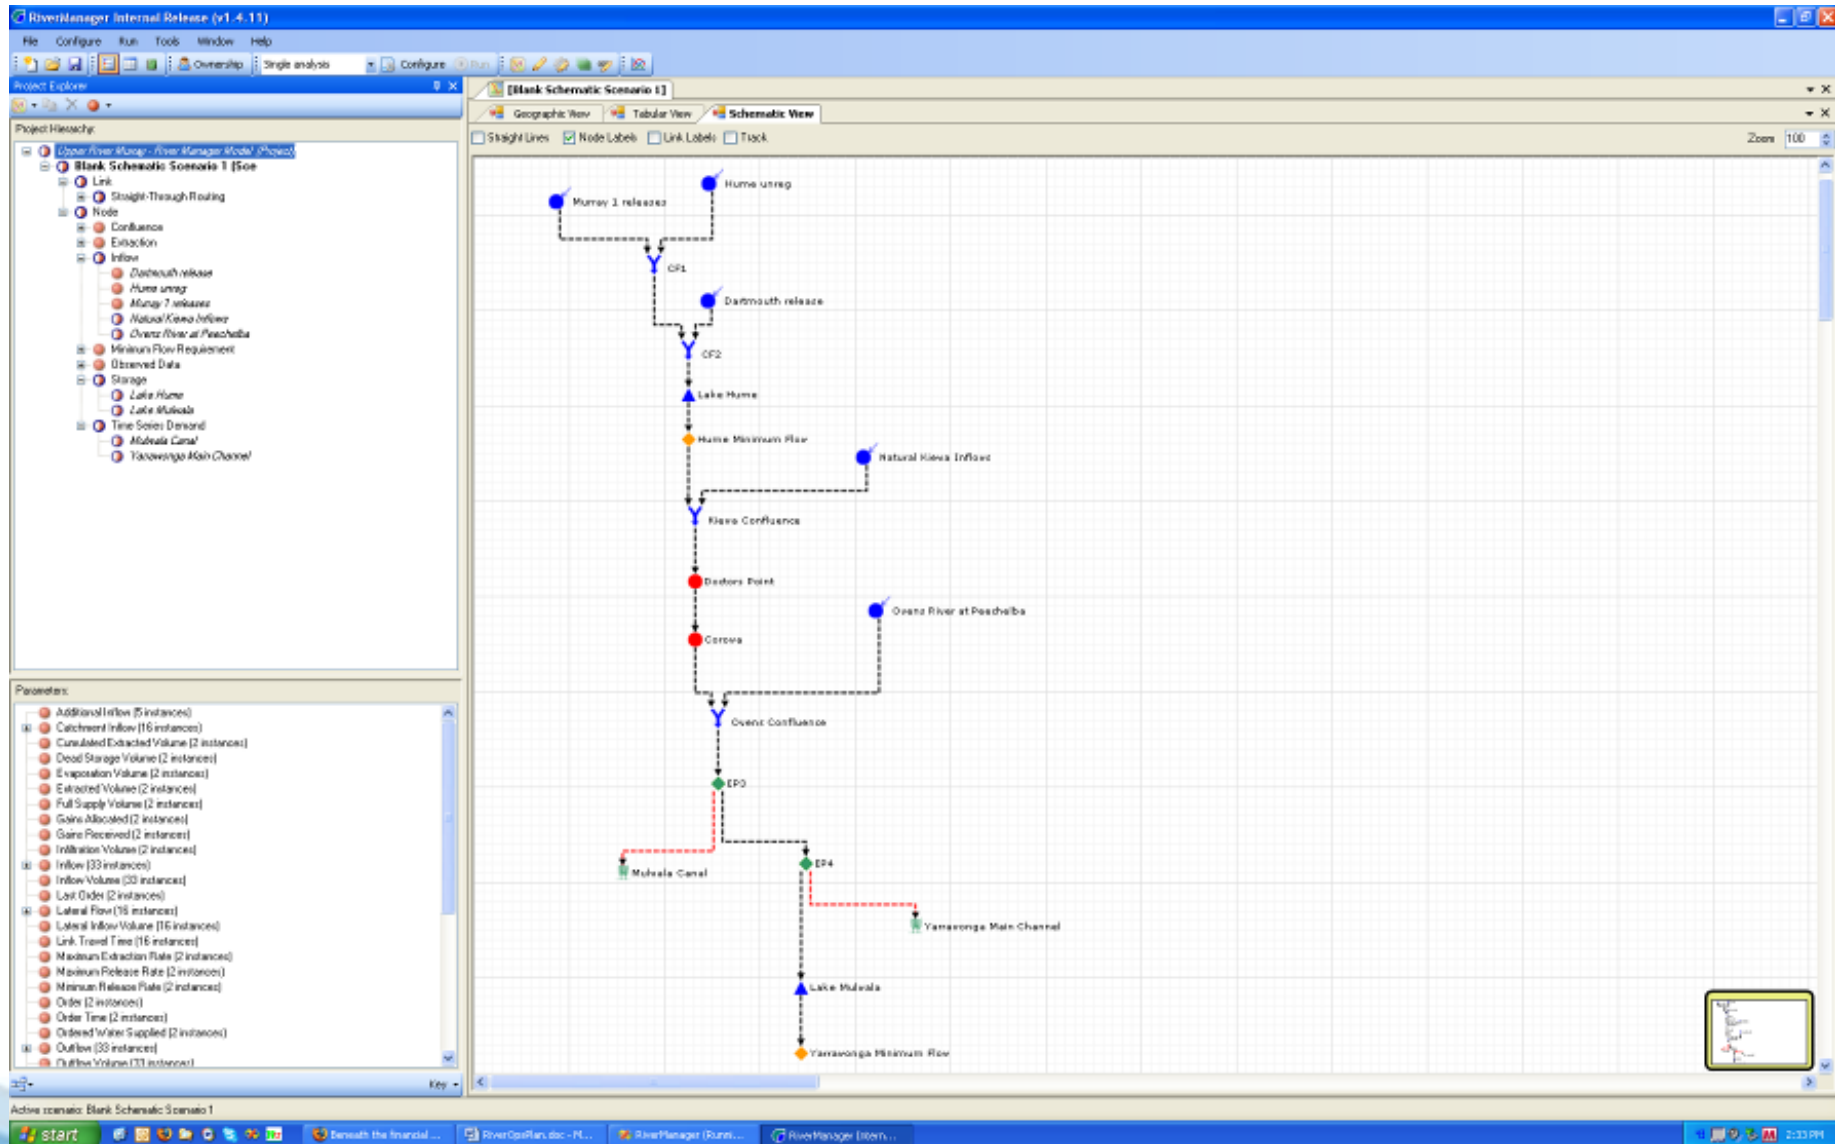 RiverManager Internal Release (v1.4.11)
File Configure Run Tools Window Help
Ownership Single analysis Configure Run
Project Explorer
[Blank Schematic Scenario 1]
Geographic View Tabular View Schematic View
Straight Lines Node Labels Link Labels Track Zoom 100
Project Hierarchy:
Upper River Murray - River Manager Model (Project)
Blank Schematic Scenario 1 (Sce
Link
Straight-Through Routing
Node
Confluence
Extraction
Inflow
Dartmouth release
Hume unreg
Murray 1 releases
Natural Kiewa Inflows
Ovens River at Peechelba
Minimum Flow Requirement
Observed Data
Storage
Lake Hume
Lake Mulwala
Time Series Demand
Mulwala Canal
Yarrawonga Main Channel
Parameters:
Additional Inflow (5 instances)
Catchment Inflow (16 instances)
Cumulated Extracted Volume (2 instances)
Dead Storage Volume (2 instances)
Evaporation Volume (2 instances)
Extracted Volume (2 instances)
Full Supply Volume (2 instances)
Gains Allocated (2 instances)
Gains Received (2 instances)
Infiltration Volume (2 instances)
Inflow (33 instances)
Inflow Volume (33 instances)
Last Order (2 instances)
Lateral Flow (16 instances)
Lateral Inflow Volume (16 instances)
Link Travel Time (16 instances)
Maximum Extraction Rate (2 instances)
Maximum Release Rate (2 instances)
Minimum Release Rate (2 instances)
Order (2 instances)
Order Time (2 instances)
Ordered Water Supplied (2 instances)
Outflow (33 instances)
Outflow Volume (33 instances)
Key
Hume unreg
Murray 1 releases
CF1
Dartmouth release
CF2
Lake Hume
Hume Minimum Flow
Natural Kiewa Inflows
Kiewa Confluence
Doctors Point
Ovens River at Peechelba
Corowa
Ovens Confluence
EP3
EP4
Mulwala Canal
Yarrawonga Main Channel
Lake Mulwala
Yarrawonga Minimum Flow
Active scenario: Blank Schematic Scenario 1
start Beneath the financial ... RiverOpsPlan.doc - M... RiverManager (Runni... RiverManager Intern... 2:33 PM